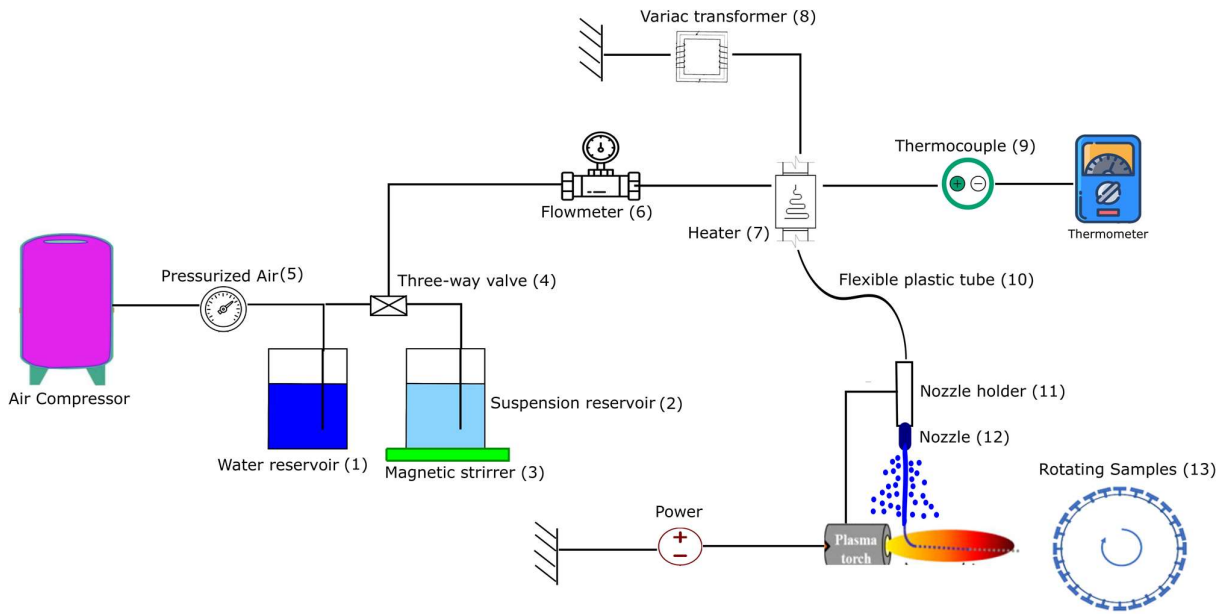 Variac transformer (8)
Thermocouple (9)
Flowmeter (6)
Heater (7)
Thermometer
Pressurized Air (5)
Three-way valve (4)
Flexible plastic tube (10)
Air Compressor
Suspension reservoir (2)
Nozzle holder (11)
Nozzle (12)
Water reservoir (1)
Magnetic strirrer (3)
Rotating Samples (13)
Power
Plasma
torch